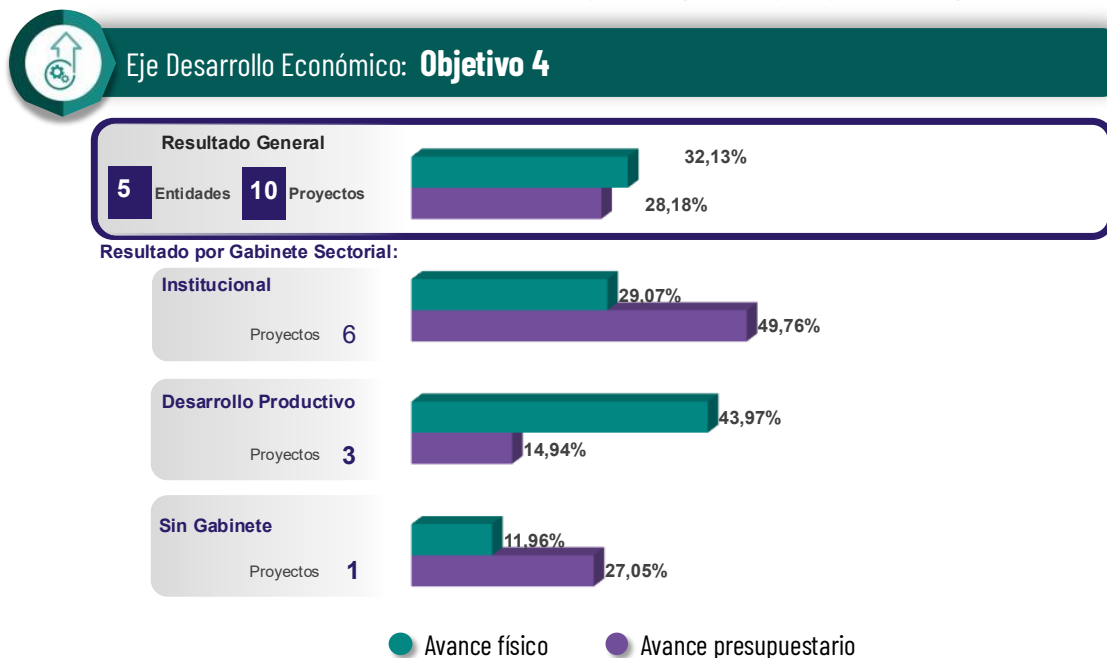 Eje Desarrollo Económico: Objetivo 4
Resultado General
5 Entidades 10 Proyectos
32,13%
28,18%
Resultado por Gabinete Sectorial:
Institucional
Proyectos 6
29,07%
49,76%
Desarrollo Productivo
Proyectos 3
43,97%
14,94%
Sin Gabinete
Proyectos 1
11,96%
27,05%
Avance físico Avance presupuestario